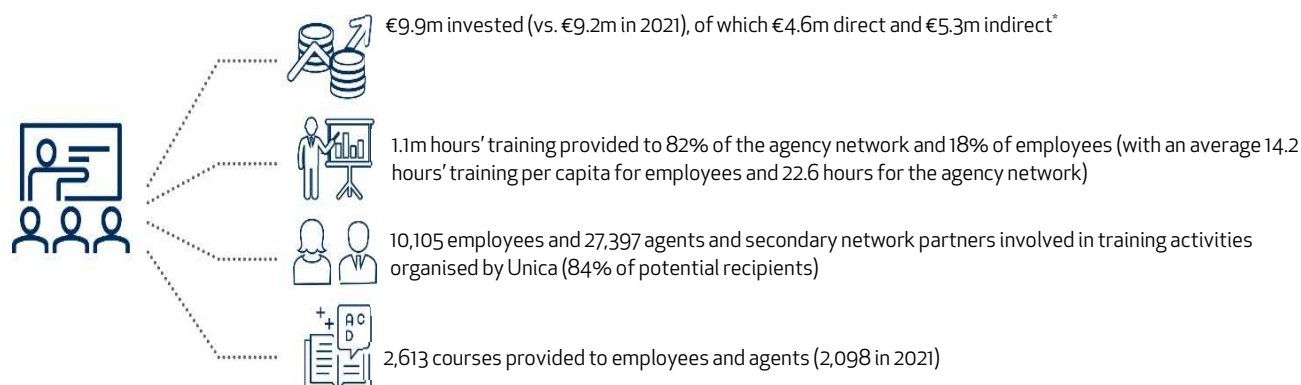 €9.9m invested (vs. €9.2m in 2021), of which €4.6m direct and €5.3m indirect*
1.1m hours' training provided to 82% of the agency network and 18% of employees (with an average 14.2
hours' training per capita for employees and 22.6 hours for the agency network)
10,105 employees and 27,397 agents and secondary network partners involved in training activities
organised by Unica (84% of potential recipients)
A C
D
2,613 courses provided to employees and agents (2,098 in 2021)